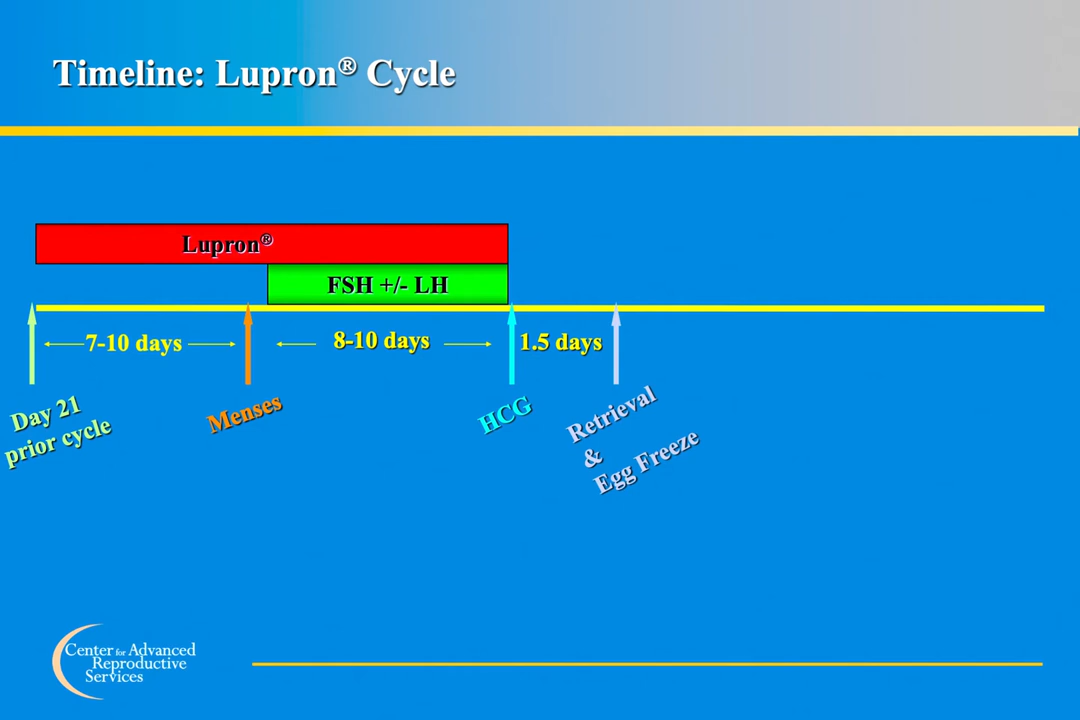 Timeline: Lupron® Cycle
Lupron®
FSH +/- LH
7-10 days
8-10 days
1.5 days
Day 21
prior cycle
Menses
HCG
Retrieval
&
Egg Freeze
Center for Advanced
Reproductive
Services